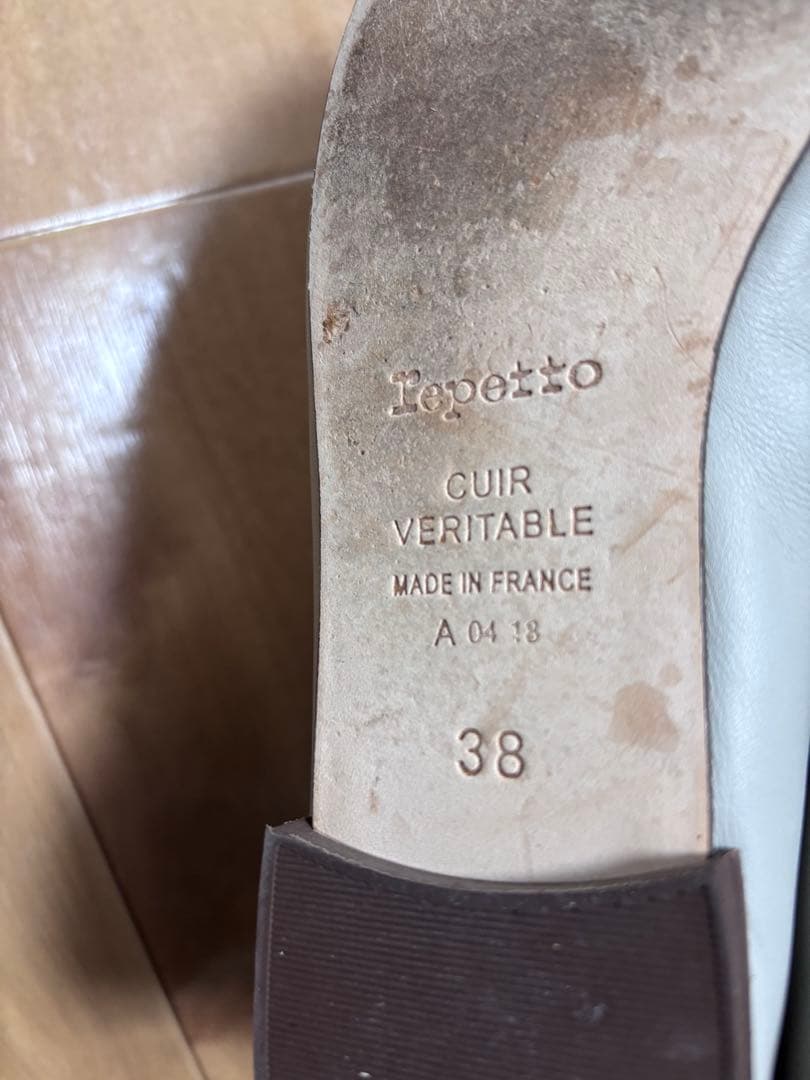 repetto
CUIR
VERITABLE
MADE IN FRANCE
A 04 18
38